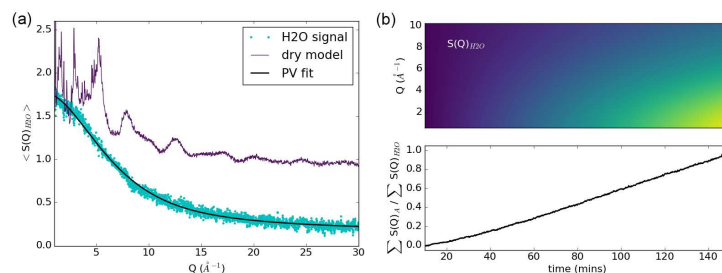 (a)
H2O signal
dry model
PV fit
< S(Q)_{H2O} >
2.5
2.0
1.5
1.0
0.5
0.0
5 10 15 20 25 30
Q (Å⁻¹)
(b)
S(Q)_{H2O}
Q (Å⁻¹)
10
8
6
4
2
∑ S(Q)_A / ∑ S(Q)_{H2O}
1.0
0.8
0.6
0.4
0.2
0.0
20 40 60 80 100 120 140
time (mins)